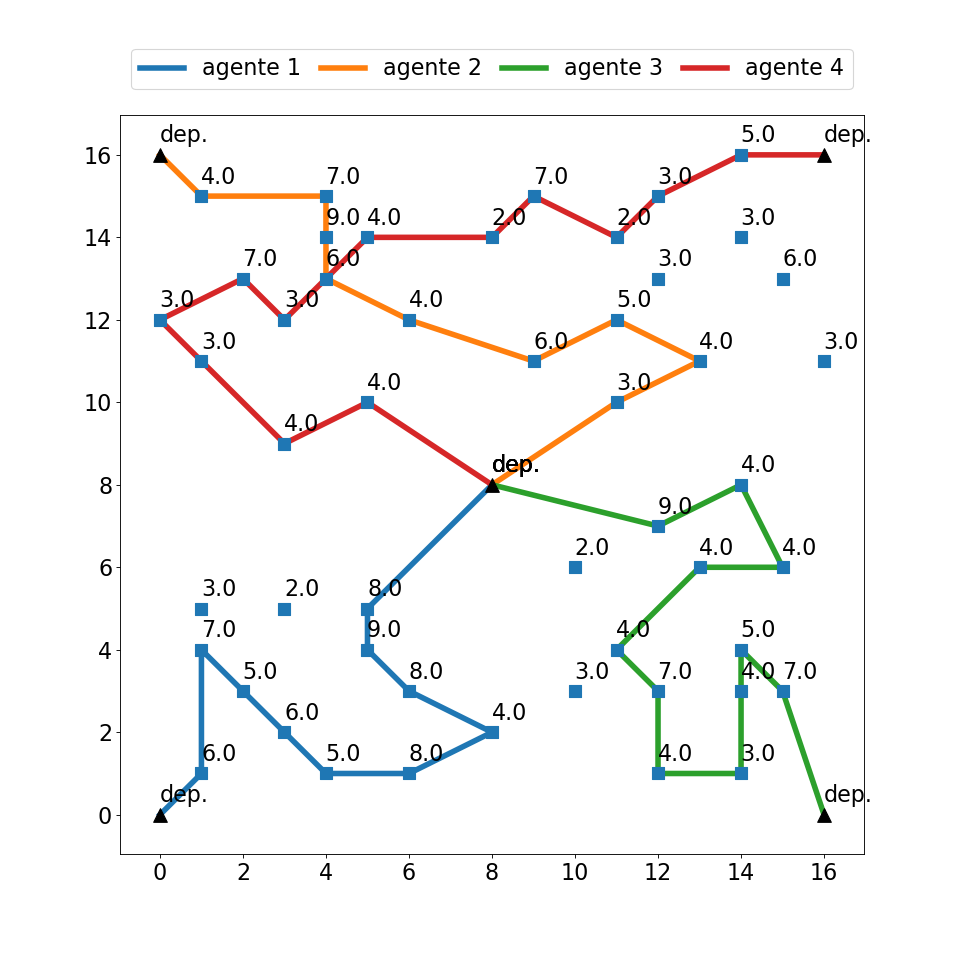 agente 1 agente 2 agente 3 agente 4
dep. 5.0 dep.
16
4.0 7.0 7.0 3.0
9.0 4.0 2.0 2.0 3.0
14
7.0 6.0 3.0 6.0
3.0 3.0 4.0 5.0
12
3.0 6.0 4.0 3.0
4.0 3.0
10
4.0
dep. 4.0
8
9.0
2.0 4.0 4.0
6
3.0 2.0 8.0
7.0 9.0 4.0 5.0
4
5.0 8.0 3.0 7.0 4.0 7.0
6.0 4.0
2
6.0 5.0 8.0 4.0 3.0
dep. dep.
0
0 2 4 6 8 10 12 14 16